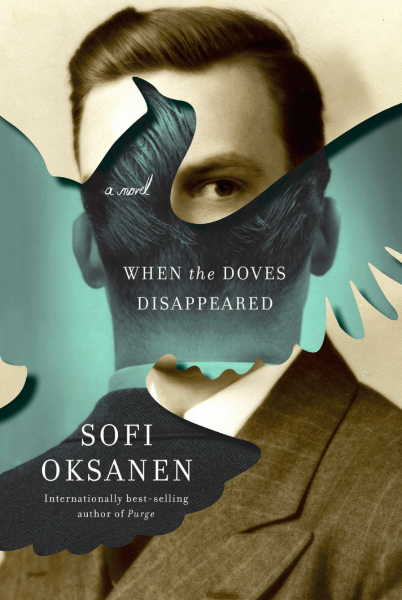 a novel
WHEN the DOVES
DISAPPEARED
SOFI
OKSANEN
Internationally best-selling
author of Purge